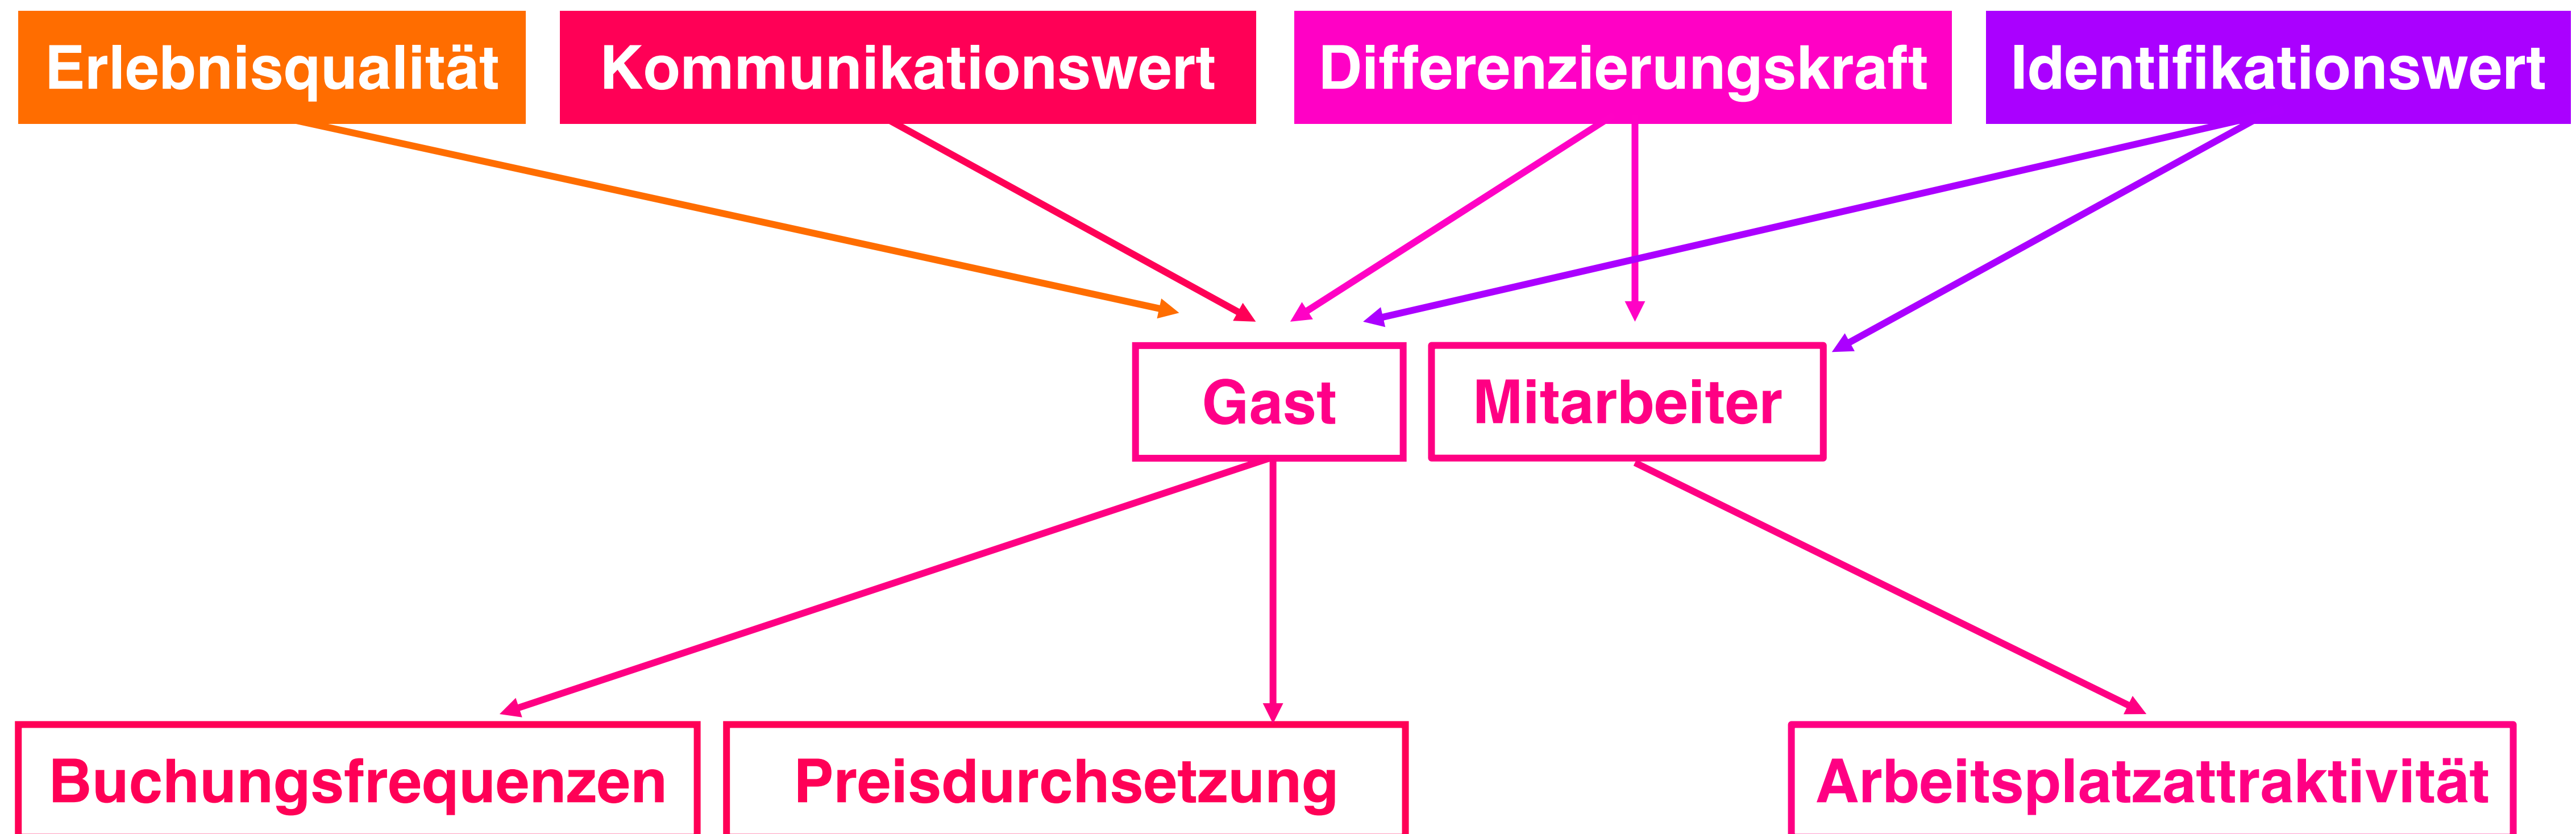 Erlebnisqualität
Kommunikationswert
Differenzierungskraft
Identifikationswert
Gast
Mitarbeiter
Buchungsfrequenzen
Preisdurchsetzung
Arbeitsplatzattraktivität